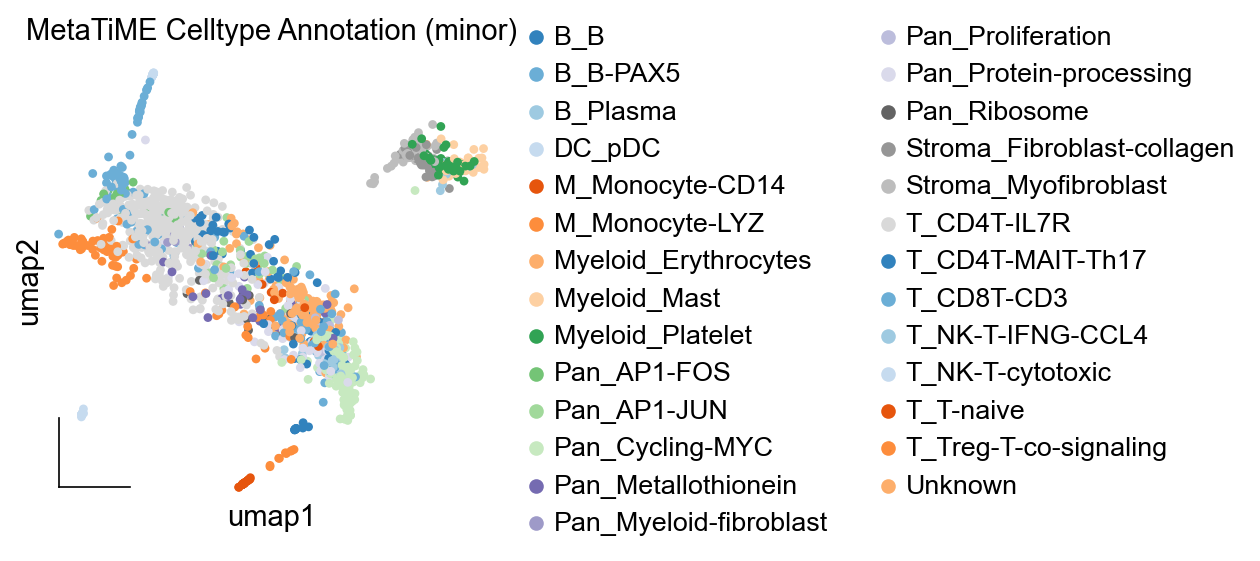 MetaTiME Celltype Annotation (minor)
umap2
umap1
B_B
B_B-PAX5
B_Plasma
DC_pDC
M_Monocyte-CD14
M_Monocyte-LYZ
Myeloid_Erythrocytes
Myeloid_Mast
Myeloid_Platelet
Pan_AP1-FOS
Pan_AP1-JUN
Pan_Cycling-MYC
Pan_Metallothionein
Pan_Myeloid-fibroblast
Pan_Proliferation
Pan_Protein-processing
Pan_Ribosome
Stroma_Fibroblast-collagen
Stroma_Myofibroblast
T_CD4T-IL7R
T_CD4T-MAIT-Th17
T_CD8T-CD3
T_NK-T-IFNG-CCL4
T_NK-T-cytotoxic
T_T-naive
T_Treg-T-co-signaling
Unknown